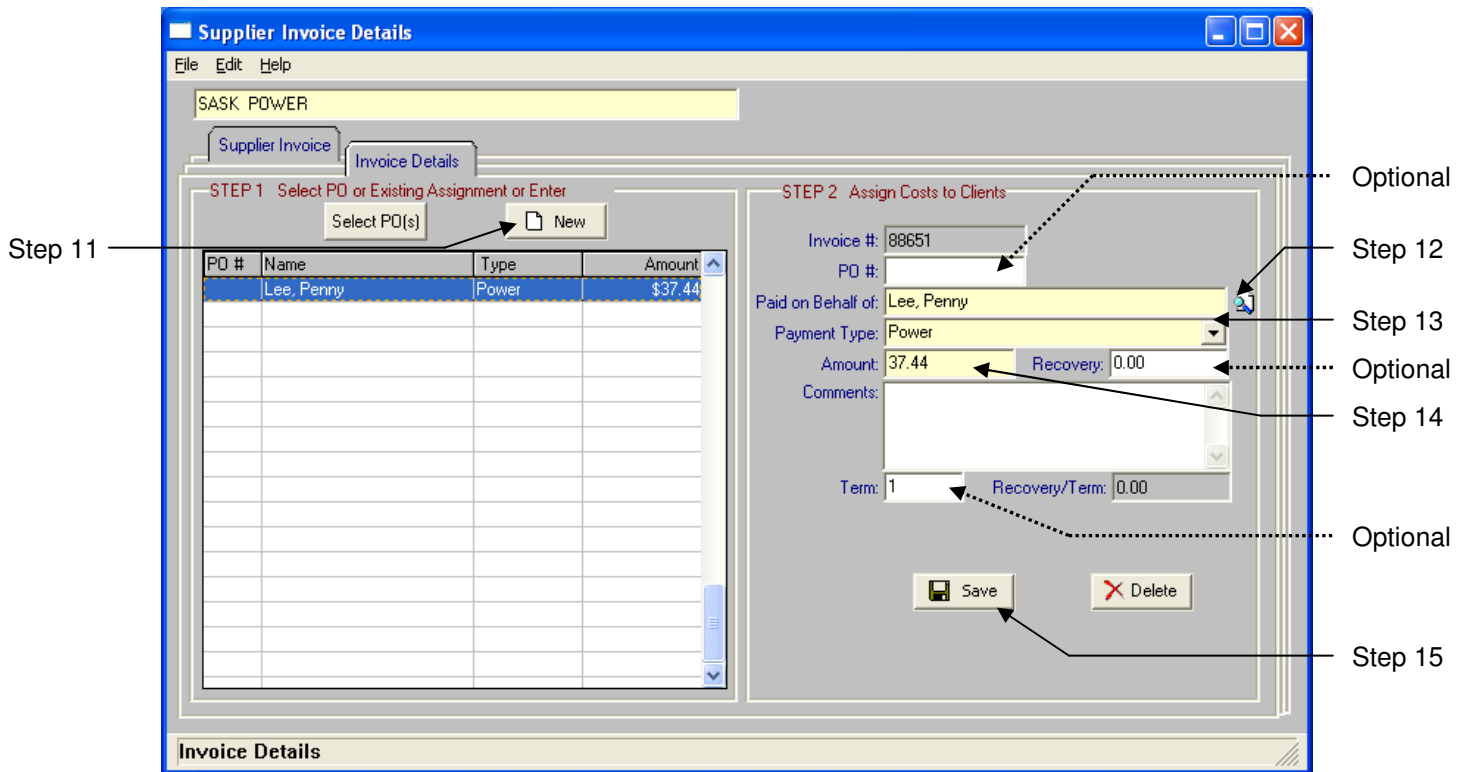 Supplier Invoice Details
File Edit Help
SASK POWER
Supplier Invoice
Invoice Details
STEP 1 Select PO or Existing Assignment or Enter
Select PO(s)
New
Step 11
PO # Name Type Amount
Lee, Penny Power $37.44
STEP 2 Assign Costs to Clients
Invoice #: 88651
PO #:
Paid on Behalf of: Lee, Penny
Payment Type: Power
Amount: 37.44 Recovery: 0.00
Comments:
Term: 1 Recovery/Term: 0.00
Save
Delete
Optional
Step 12
Step 13
Optional
Step 14
Optional
Step 15
Invoice Details